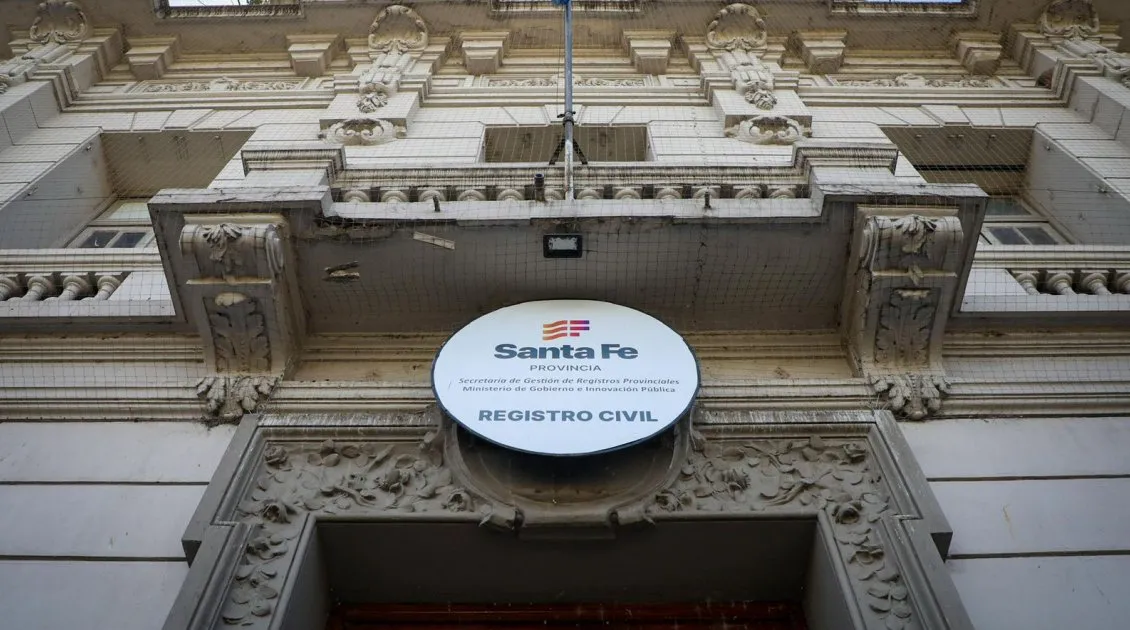 Santa Fe
PROVINCIA
Secretaría de Gestión de Registros Provinciales
Ministerio de Gobierno e Innovación Pública
REGISTRO CIVIL